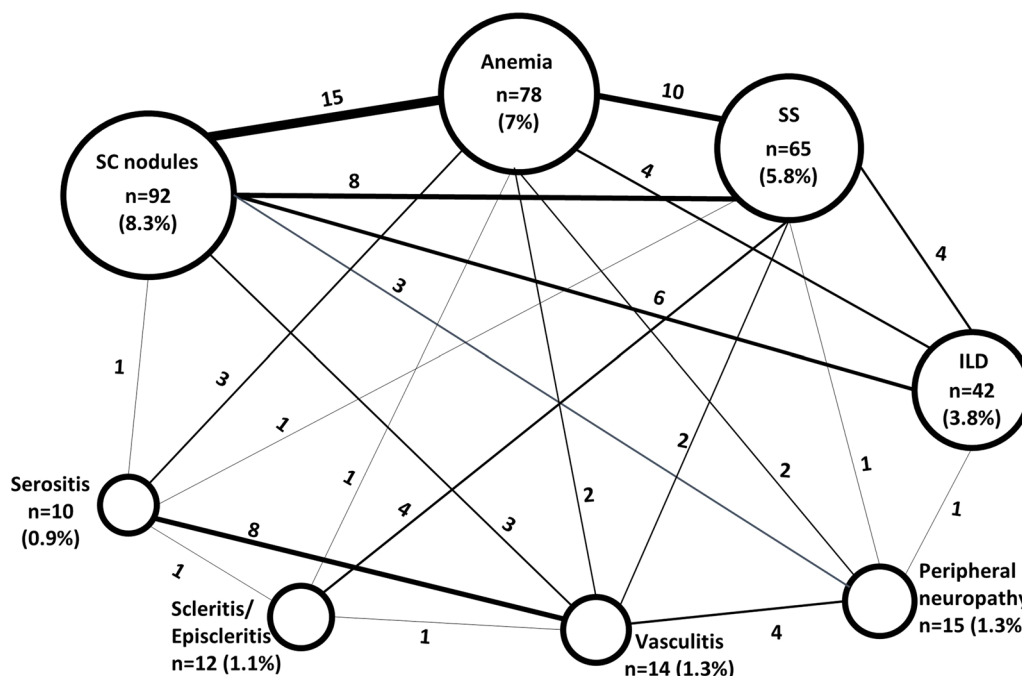 Anemia
n=78
(7%)
SS
n=65
(5.8%)
SC nodules
n=92
(8.3%)
ILD
n=42
(3.8%)
Serositis
n=10
(0.9%)
Scleritis/
Episcleritis
n=12 (1.1%)
Vasculitis
n=14 (1.3%)
Peripheral
neuropathy
n=15 (1.3%
15
10
8
4
4
3
6
1
3
1
1
4
3
2
2
2
1
1
8
1
1
4